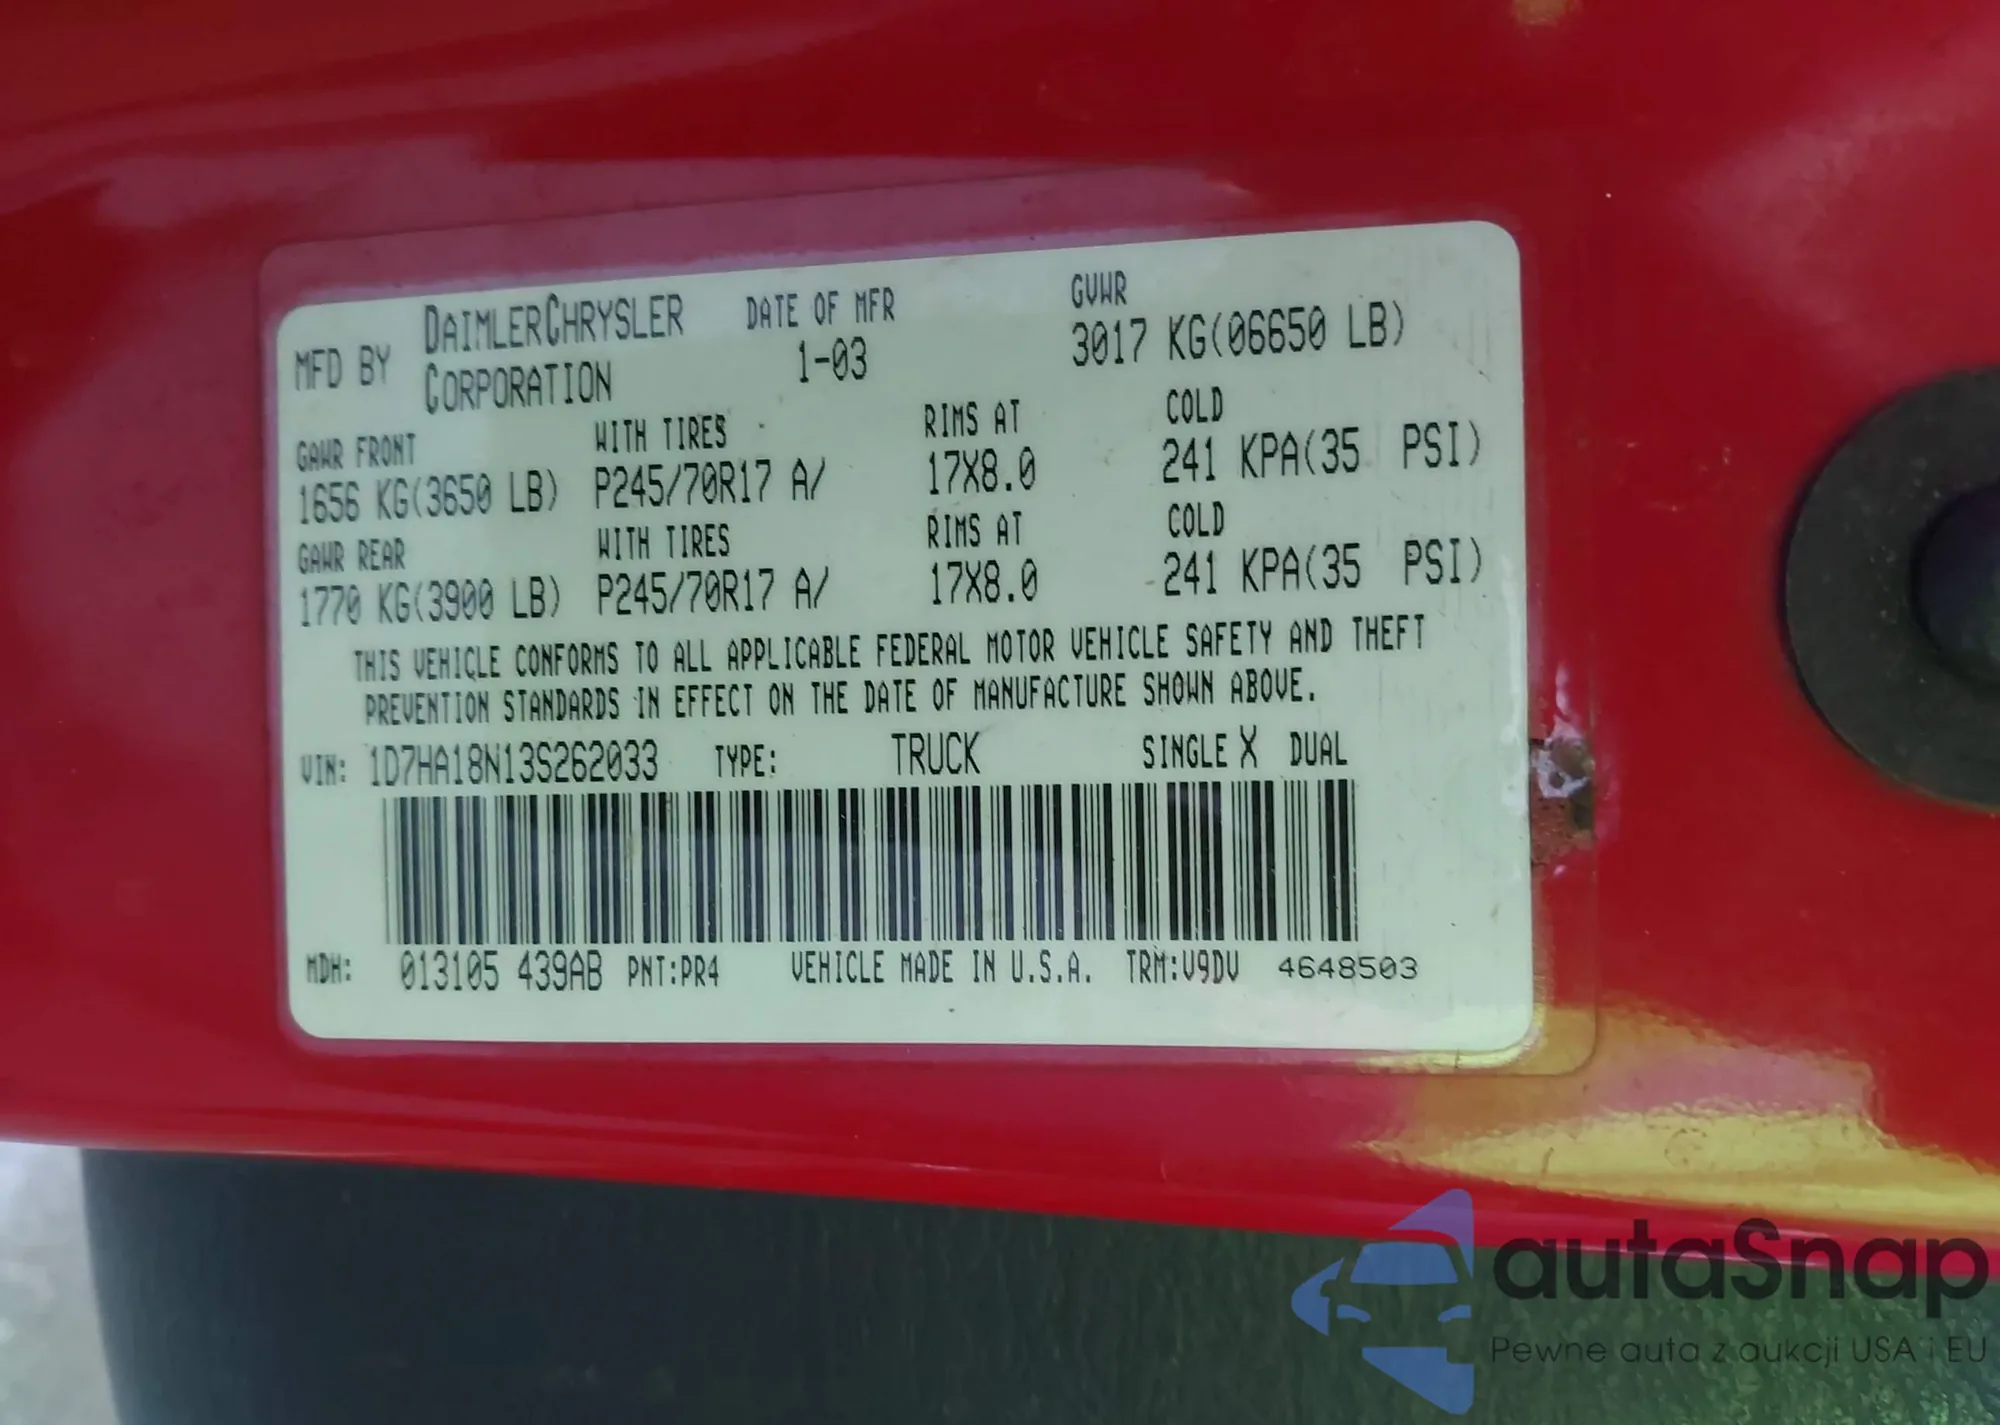 MFD BY DAIMLERCHRYSLER CORPORATION DATE OF MFR 1-03 GVWR 3017 KG(06650 LB)
GAWR FRONT WITH TIRES RIMS AT COLD
1656 KG(3650 LB) P245/70R17 A/ 17X8.0 241 KPA(35 PSI)
GAWR REAR WITH TIRES RIMS AT COLD
1770 KG(3900 LB) P245/70R17 A/ 17X8.0 241 KPA(35 PSI)
THIS VEHICLE CONFORMS TO ALL APPLICABLE FEDERAL MOTOR VEHICLE SAFETY AND THEFT
PREVENTION STANDARDS IN EFFECT ON THE DATE OF MANUFACTURE SHOWN ABOVE.
VIN: 1D7HA18N13S262033 TYPE: TRUCK SINGLE X DUAL
MDH: 013105 439AB PNT:PR4 VEHICLE MADE IN U.S.A. TRM:V9DV 4648503
autaSnap
Pewne auta z aukcji USA i EU